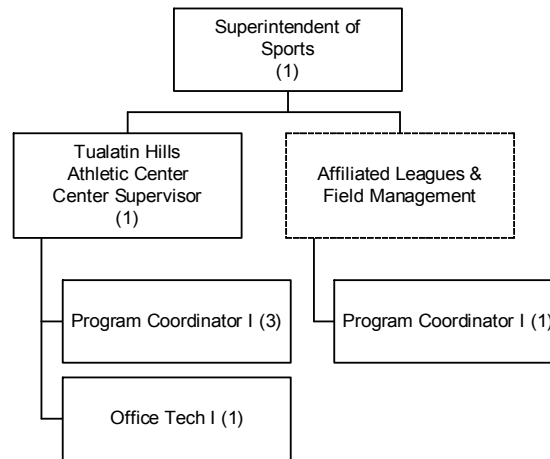 Superintendent of
Sports
(1)
Tualatin Hills
Athletic Center
Center Supervisor
(1)
Affiliated Leagues &
Field Management
Program Coordinator I (3)
Program Coordinator I (1)
Office Tech I (1)